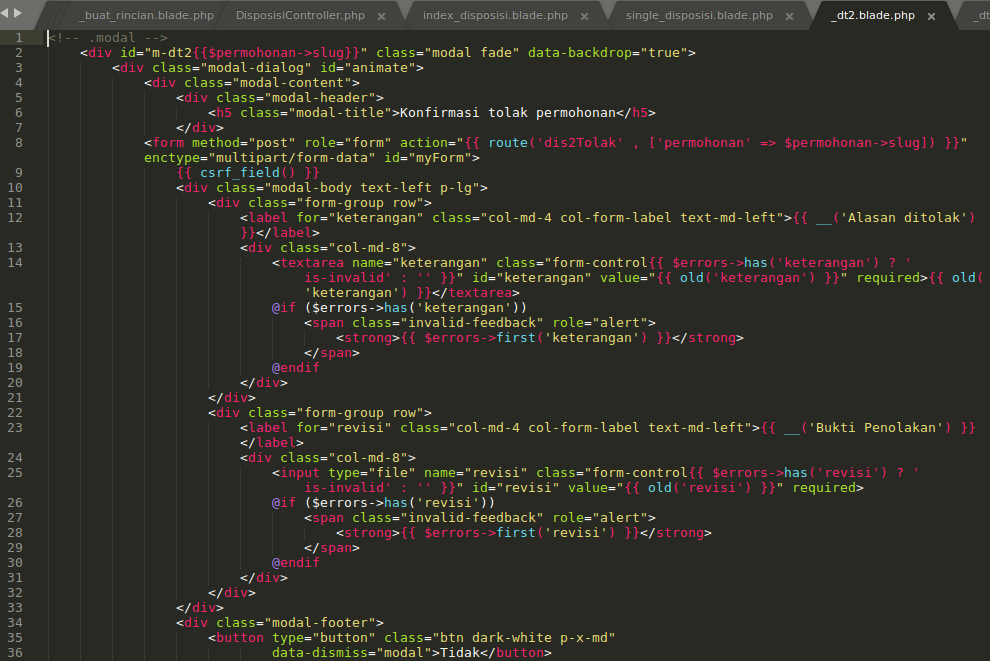 _buat_rincian.blade.php DisposisiController.php × index_disposisi.blade.php × single_disposisi.blade.php × _dt2.blade.php × _dt
1 <!-- .modal -->
2 <div id="m-dt2{{$permohonan->slug}}" class="modal fade" data-backdrop="true">
3 <div class="modal-dialog" id="animate">
4 <div class="modal-content">
5 <div class="modal-header">
6 <h5 class="modal-title">Konfirmasi tolak permohonan</h5>
7 </div>
8 <form method="post" role="form" action="{{ route('dis2Tolak' , ['permohonan' => $permohonan->slug]) }}"
enctype="multipart/form-data" id="myForm">
9 {{ csrf_field() }}
10 <div class="modal-body text-left p-lg">
11 <div class="form-group row">
12 <label for="keterangan" class="col-md-4 col-form-label text-md-left">{{ __('Alasan ditolak')
}}</label>
13 <div class="col-md-8">
14 <textarea name="keterangan" class="form-control{{ $errors->has('keterangan') ? '
is-invalid' : '' }}" id="keterangan" value="{{ old('keterangan') }}" required>{{ old(
'keterangan') }}</textarea>
15 @if ($errors->has('keterangan'))
16 <span class="invalid-feedback" role="alert">
17 <strong>{{ $errors->first('keterangan') }}</strong>
18 </span>
19 @endif
20 </div>
21 </div>
22 <div class="form-group row">
23 <label for="revisi" class="col-md-4 col-form-label text-md-left">{{ __('Bukti Penolakan') }}
</label>
24 <div class="col-md-8">
25 <input type="file" name="revisi" class="form-control{{ $errors->has('revisi') ? '
is-invalid' : '' }}" id="revisi" value="{{ old('revisi') }}" required>
26 @if ($errors->has('revisi'))
27 <span class="invalid-feedback" role="alert">
28 <strong>{{ $errors->first('revisi') }}</strong>
29 </span>
30 @endif
31 </div>
32 </div>
33 </div>
34 <div class="modal-footer">
35 <button type="button" class="btn dark-white p-x-md"
36 data-dismiss="modal">Tidak</button>